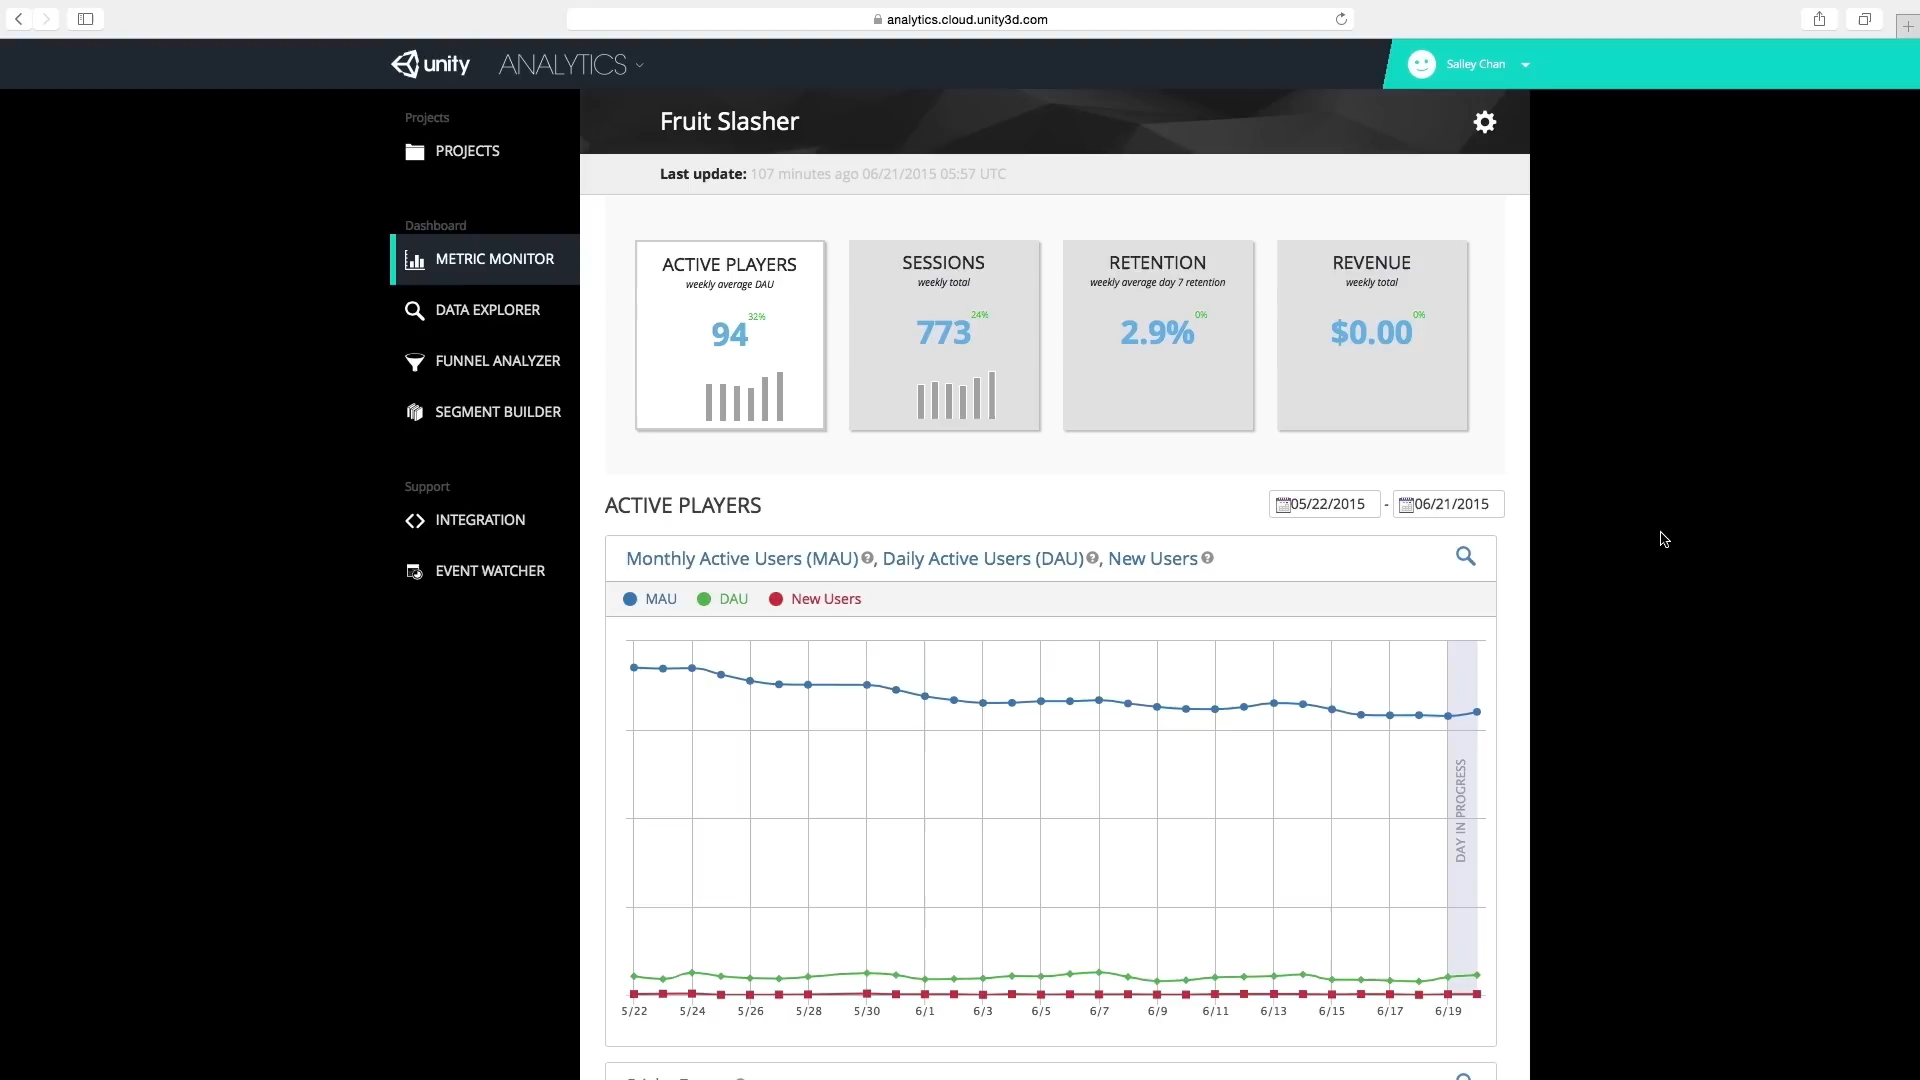 analytics.cloud.unity3d.com
unity ANALYTICS
Salley Chan
Projects
PROJECTS
Dashboard
METRIC MONITOR
DATA EXPLORER
FUNNEL ANALYZER
SEGMENT BUILDER
Support
INTEGRATION
EVENT WATCHER
Fruit Slasher
Last update: 107 minutes ago 06/21/2015 05:57 UTC
ACTIVE PLAYERS
weekly average DAU
94 32%
SESSIONS
weekly total
773 24%
RETENTION
weekly average day 7 retention
2.9% 0%
REVENUE
weekly total
$0.00 0%
ACTIVE PLAYERS
05/22/2015 - 06/21/2015
Monthly Active Users (MAU)?, Daily Active Users (DAU)?, New Users?
MAU DAU New Users
DAY IN PROGRESS
5/22 5/24 5/26 5/28 5/30 6/1 6/3 6/5 6/7 6/9 6/11 6/13 6/15 6/17 6/19